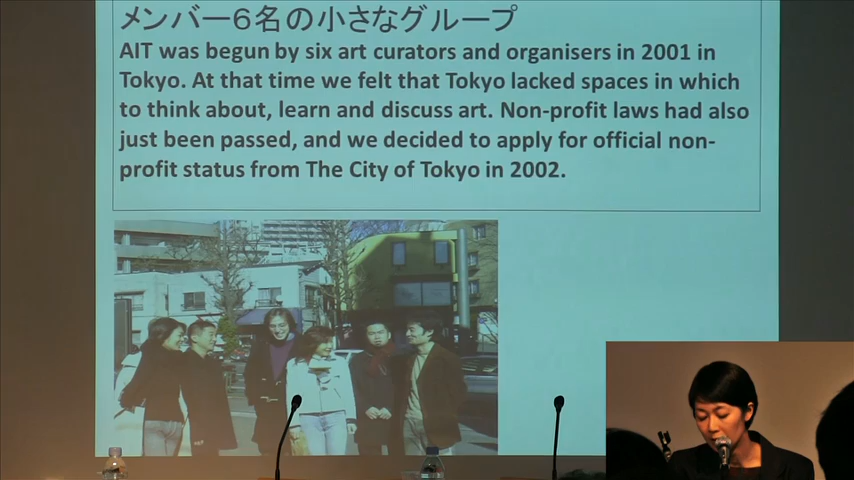 メンバー６名の小さなグループ
AIT was begun by six art curators and organisers in 2001 in
Tokyo. At that time we felt that Tokyo lacked spaces in which
to think about, learn and discuss art. Non-profit laws had also
just been passed, and we decided to apply for official non-
profit status from The City of Tokyo in 2002.